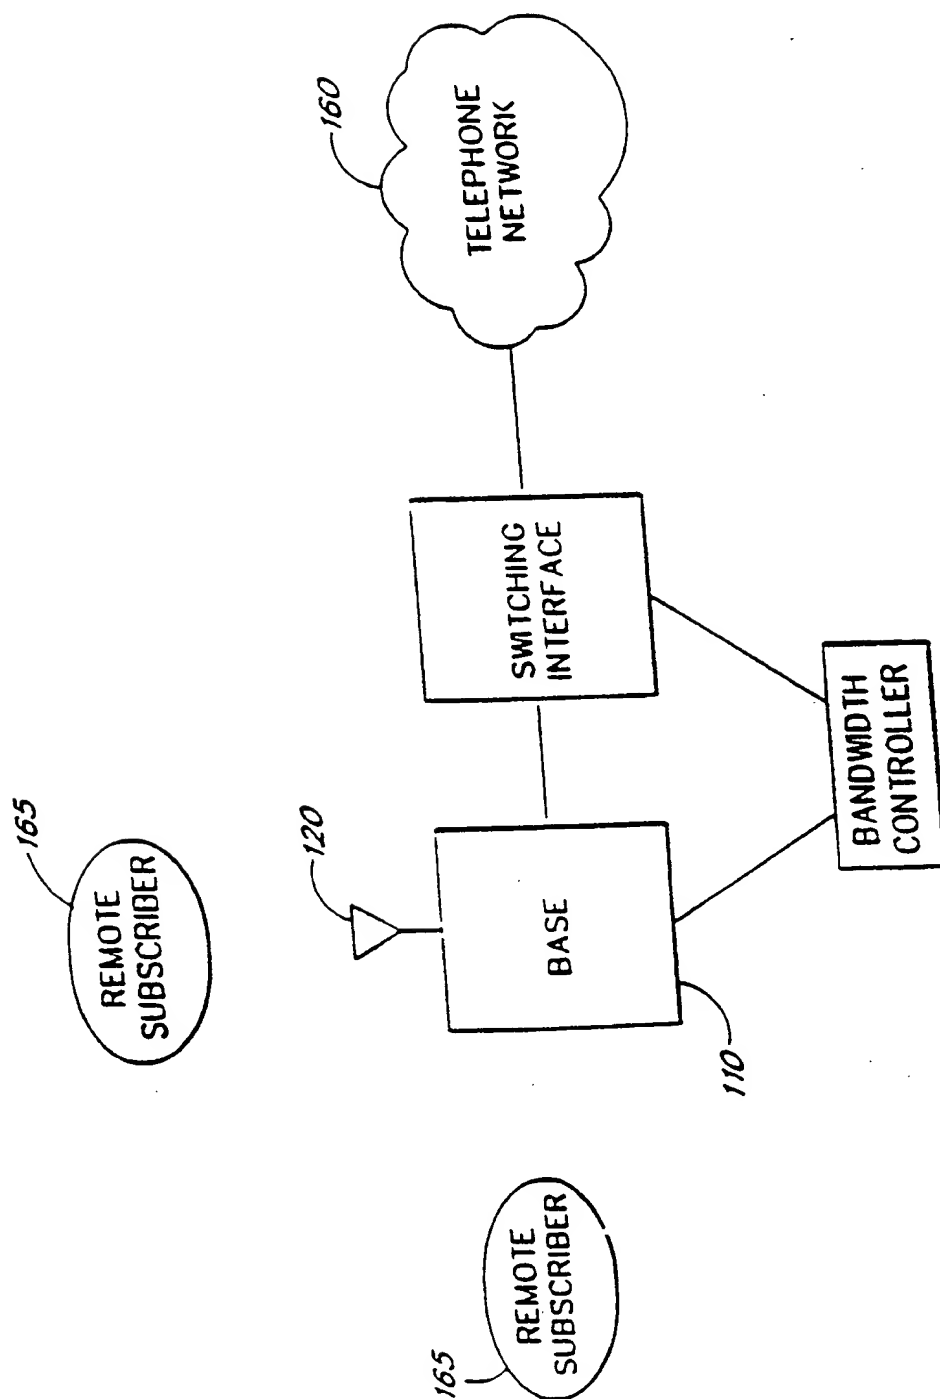 165
REMOTE
SUBSCRIBER
165
REMOTE
SUBSCRIBER
120
BASE
110
SWITCHING
INTERFACE
BANDWIDTH
CONTROLLER
160
TELEPHONE
NETWORK